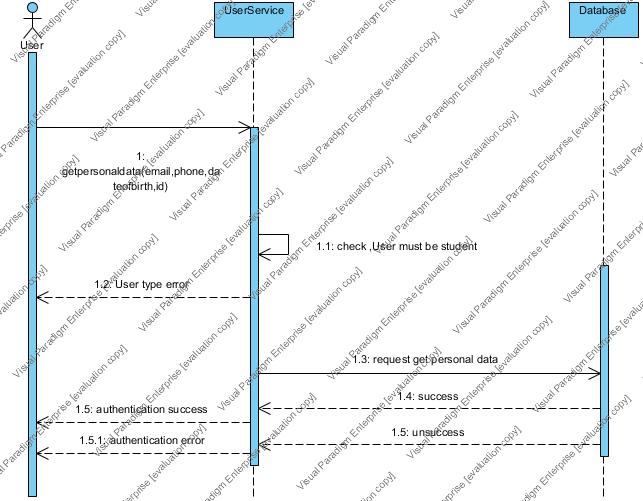 UserService
Database
User
1:
getpersonaldata(email,phone,da
teofbirth,id)
1.1: check ,User must be student
1.2: User type error
1.3: request get personal data
1.4: success
1.5: authentication success
1.5: unsuccess
1.5.1: authentication error
Visual Paradigm Enterprise [evaluation copy]